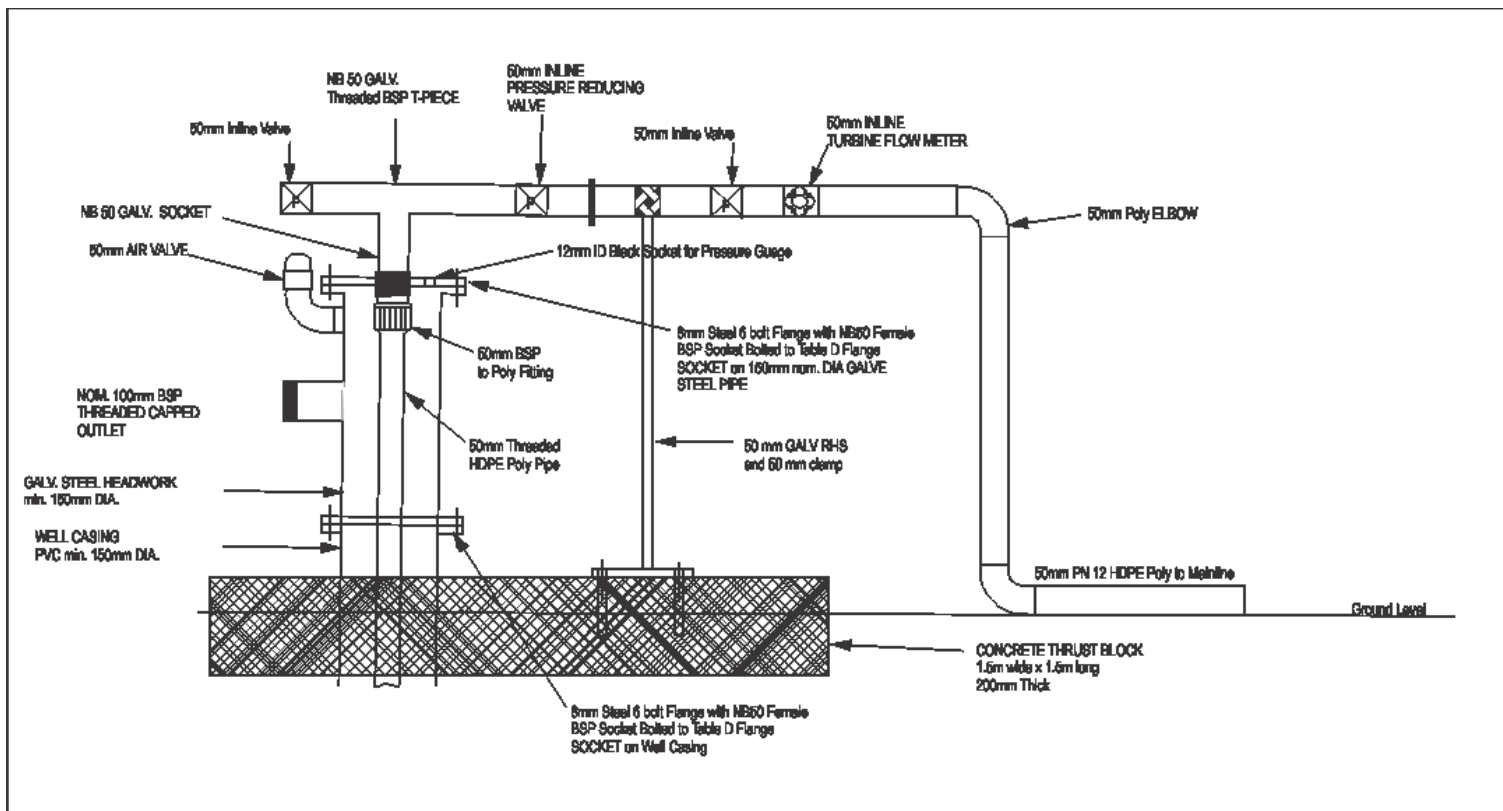 NB 50 GALV.
Threaded BSP T-PIECE
50mm INLINE
PRESSURE REDUCING
VALVE
50mm Inline Valve
50mm Inline Valve
50mm INLINE
TURBINE FLOW METER
NB 50 GALV. SOCKET
50mm AIR VALVE
12mm ID Black Socket for Pressure Guage
50mm Poly ELBOW
6mm Steel 6 bolt Flange with NB50 Female
BSP Socket Bolted to Table D Flange
SOCKET on 150mm nom. DIA GALVE
STEEL PIPE
50mm BSP
to Poly Fitting
NOM. 100mm BSP
THREADED CAPPED
OUTLET
50mm Threaded
HDPE Poly Pipe
50 mm GALV RHS
and 50 mm clamp
GALV. STEEL HEADWORK
min. 150mm DIA.
WELL CASING
PVC min. 150mm DIA.
50mm PN 12 HDPE Poly to Mainline
Ground Level
CONCRETE THRUST BLOCK
1.5m wide x 1.5m long
200mm Thick
6mm Steel 6 bolt Flange with NB50 Female
BSP Socket Bolted to Table D Flange
SOCKET on Well Casing